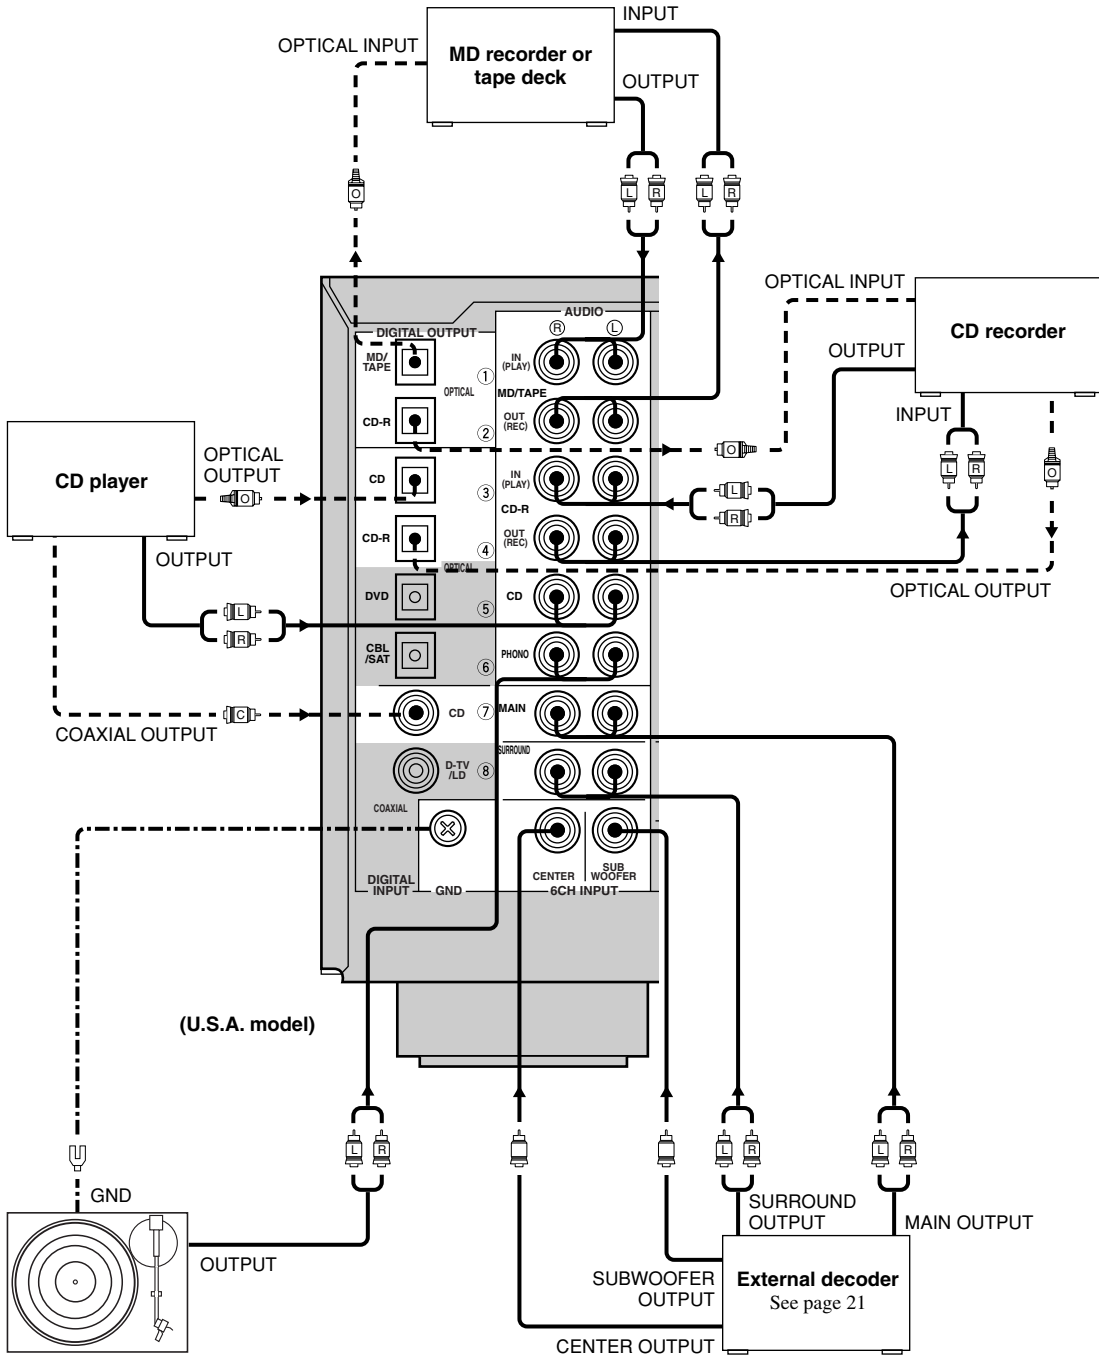 INPUT
OPTICAL INPUT
MD recorder or
tape deck
OUTPUT
O
L
R
L
R
OPTICAL INPUT
CD recorder
OUTPUT
INPUT
AUDIO
R
L
DIGITAL OUTPUT
MD/
TAPE
1
IN
(PLAY)
OPTICAL
MD/TAPE
CD-R
2
OUT
(REC)
O
L
R
O
CD player
OPTICAL
OUTPUT
O
CD
3
IN
(PLAY)
CD-R
L
R
CD-R
4
OUT
(REC)
OPTICAL
OUTPUT
OPTICAL OUTPUT
DVD
5
CD
L
R
CBL
/SAT
6
PHONO
COAXIAL OUTPUT
C
CD
7
MAIN
D-TV
/LD
8
SURROUND
COAXIAL
DIGITAL
INPUT
GND
CENTER
SUB
WOOFER
6CH INPUT
(U.S.A. model)
L
R
L
R
L
R
GND
OUTPUT
SURROUND
OUTPUT
MAIN OUTPUT
SUBWOOFER
OUTPUT
External decoder
See page 21
CENTER OUTPUT